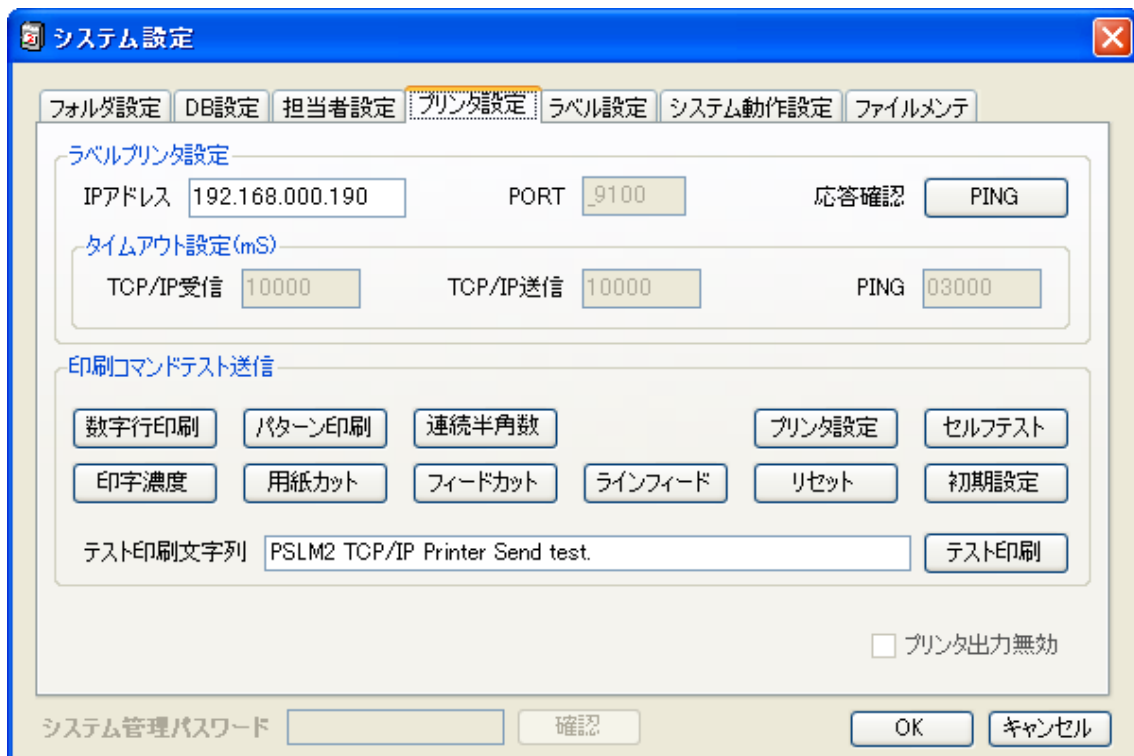 システム設定
フォルダ設定 DB設定 担当者設定 プリンタ設定 ラベル設定 システム動作設定 ファイルメンテ
ラベルプリンタ設定
IPアドレス 192.168.000.190 PORT _9100 応答確認 PING
タイムアウト設定(mS)
TCP/IP受信 10000 TCP/IP送信 10000 PING 03000
印刷コマンドテスト送信
数字行印刷 パターン印刷 連続半角数 プリンタ設定 セルフテスト
印字濃度 用紙カット フィードカット ラインフィード リセット 初期設定
テスト印刷文字列 PSLM2 TCP/IP Printer Send test. テスト印刷
プリンタ出力無効
システム管理パスワード 確認 OK キャンセル